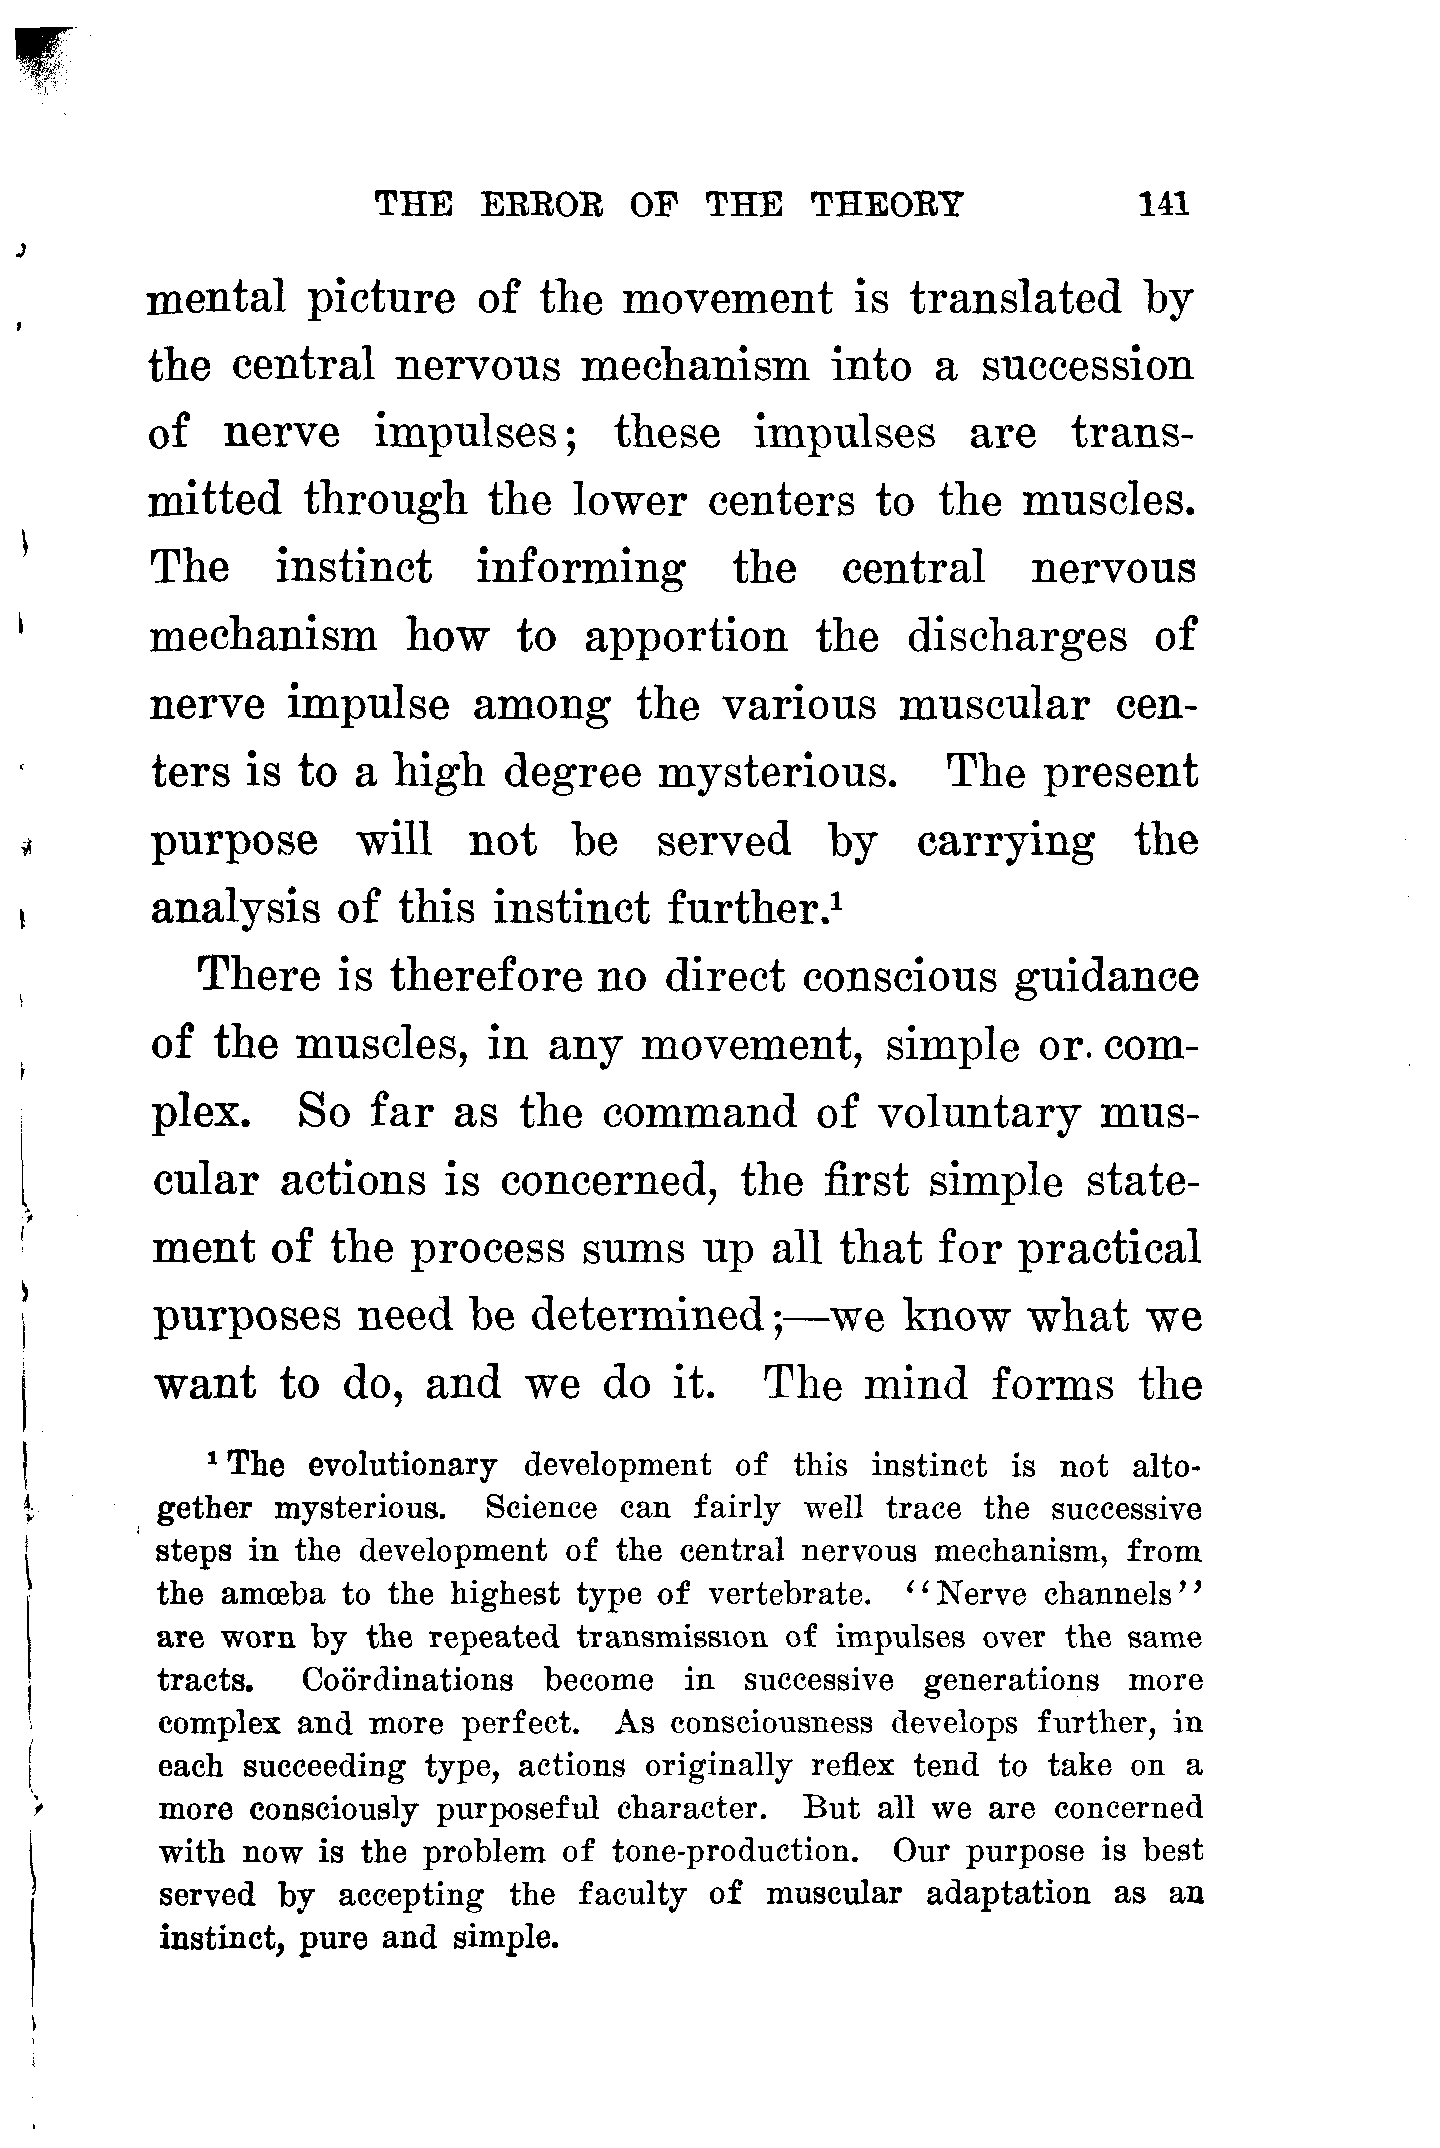 THE ERROR OF THE THEORY 141
mental picture of the movement is translated by
the central nervous mechanism into a succession
of nerve impulses; these impulses are trans-
mitted through the lower centers to the muscles.
The instinct informing the central nervous
mechanism how to apportion the discharges of
nerve impulse among the various muscular cen-
ters is to a high degree mysterious. The present
purpose will not be served by carrying the
analysis of this instinct further.¹
There is therefore no direct conscious guidance
of the muscles, in any movement, simple or. com-
plex. So far as the command of voluntary mus-
cular actions is concerned, the first simple state-
ment of the process sums up all that for practical
purposes need be determined;—we know what we
want to do, and we do it. The mind forms the
¹ The evolutionary development of this instinct is not alto-
gether mysterious. Science can fairly well trace the successive
steps in the development of the central nervous mechanism, from
the amœba to the highest type of vertebrate. ‘‘Nerve channels’’
are worn by the repeated transmission of impulses over the same
tracts. Coördinations become in successive generations more
complex and more perfect. As consciousness develops further, in
each succeeding type, actions originally reflex tend to take on a
more consciously purposeful character. But all we are concerned
with now is the problem of tone-production. Our purpose is best
served by accepting the faculty of muscular adaptation as an
instinct, pure and simple.